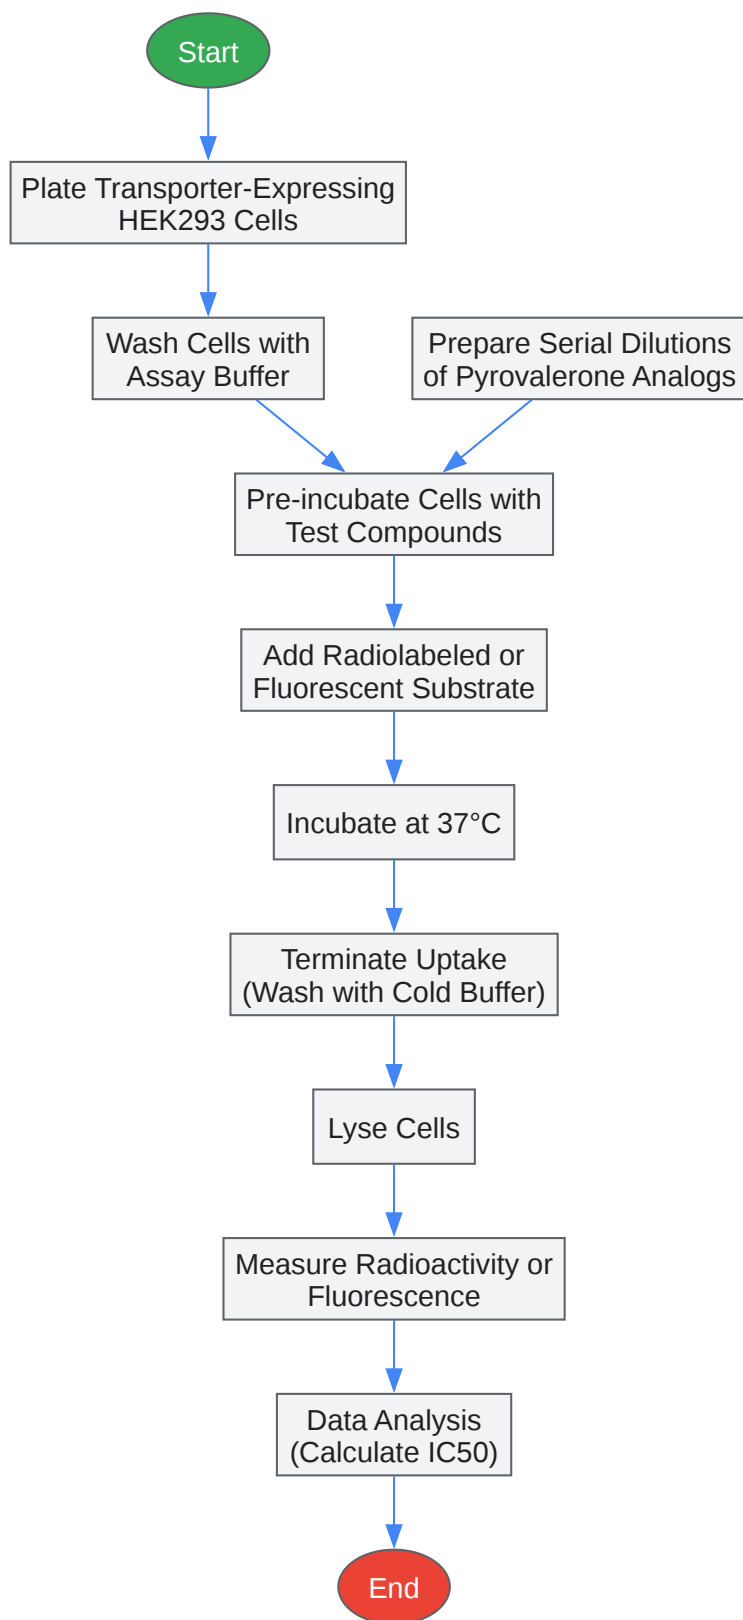 Start
Plate Transporter-Expressing
HEK293 Cells
Wash Cells with
Assay Buffer
Prepare Serial Dilutions
of Pyrovalerone Analogs
Pre-incubate Cells with
Test Compounds
Add Radiolabeled or
Fluorescent Substrate
Incubate at 37°C
Terminate Uptake
(Wash with Cold Buffer)
Lyse Cells
Measure Radioactivity or
Fluorescence
Data Analysis
(Calculate IC50)
End